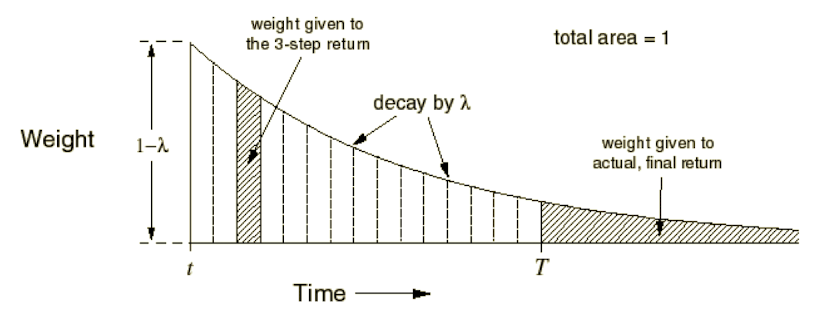 weight given to
the 3-step return
total area = 1
decay by λ
Weight
1−λ
weight given to
actual, final return
t
T
Time